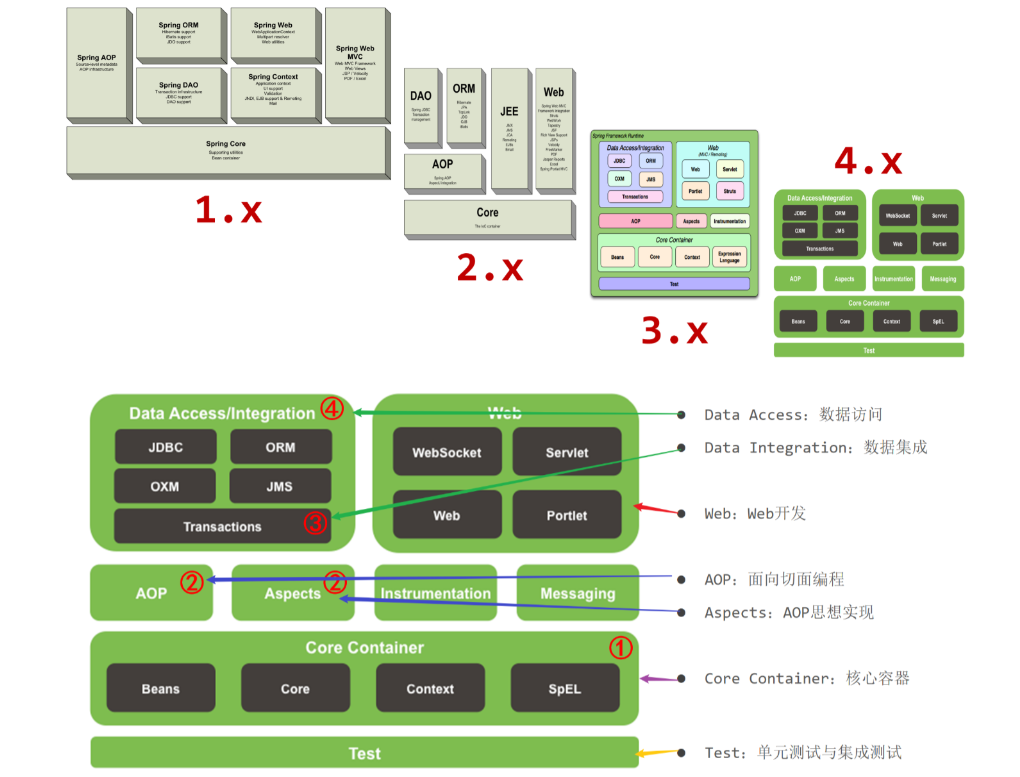 Spring AOP
Source-level metadata
AOP infrastructure
Spring ORM
Hibernate support
iBatis support
JDO support
Spring Web
WebApplicationContext
Multipart resolver
Web utilities
Spring Web
MVC
Web MVC Framework
Web Views
JSP / Velocity
PDF / Excel
Spring DAO
Transaction infrastructure
JDBC support
DAO support
Spring Context
Application context
UI support
Validation
JNDI, EJB support & Remoting
Mail
Spring Core
Supporting utilities
Bean container
1.x
DAO
Spring JDBC
Transaction
management
ORM
Hibernate
JPA
TopLink
JDO
OJB
iBatis
JEE
JMX
JMS
JCA
Remoting
EJBs
Email
Web
Spring Web MVC
Framework Integration
Struts
WebWork
Tapestry
JSF
Rich View Support
JSPs
Velocity
FreeMarker
PDF
Jasper Reports
Excel
Spring Portlet MVC
AOP
Spring AOP
AspectJ integration
Core
The IoC container
2.x
Spring Framework Runtime
Data Access/Integration
JDBC
ORM
OXM
JMS
Transactions
Web
(MVC / Remoting)
Web
Servlet
Portlet
Struts
AOP
Aspects
Instrumentation
Core Container
Beans
Core
Context
Expression
Language
Test
3.x
4.x
Data Access/Integration
JDBC
ORM
OXM
JMS
Transactions
Web
WebSocket
Servlet
Web
Portlet
AOP
Aspects
Instrumentation
Messaging
Core Container
Beans
Core
Context
SpEL
Test
Data Access/Integration ④
JDBC
ORM
OXM
JMS
Transactions ③
Web
WebSocket
Servlet
Web
Portlet
AOP ②
Aspects ②
Instrumentation
Messaging
Core Container ①
Beans
Core
Context
SpEL
Test
Data Access：数据访问
Data Integration：数据集成
Web：Web开发
AOP：面向切面编程
Aspects：AOP思想实现
Core Container：核心容器
Test：单元测试与集成测试